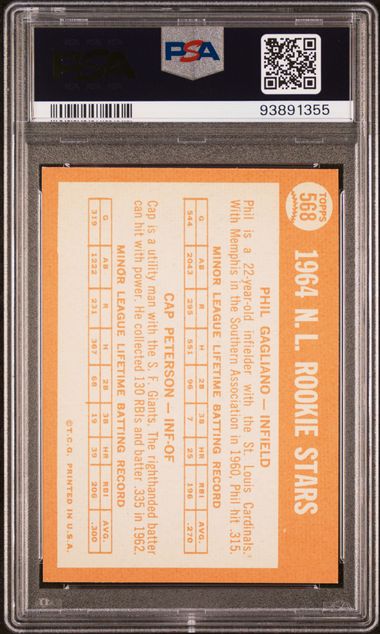 PSA
PSA
93891355
TOPPS
568
1964 N. L. ROOKIE STARS
PHIL GAGLIANO — INFIELD
Phil is a 22-year-old infielder with the St. Louis Cardinals.
With Memphis in the Southern Association in 1960, Phil hit .315.
MINOR LEAGUE LIFETIME BATTING RECORD
G AB R H 2B 3B HR RBI AVG.
544 2043 295 551 96 7 25 196 .270
CAP PETERSON — INF-OF
Cap is a utility man with the S. F. Giants. The righthanded batter
can hit with power. He collected 130 RBIs and batter .335 in 1962.
MINOR LEAGUE LIFETIME BATTING RECORD
G AB R H 2B 3B HR RBI AVG.
319 1222 231 367 68 19 39 206 .300
©T.C.G. PRINTED IN U.S.A.